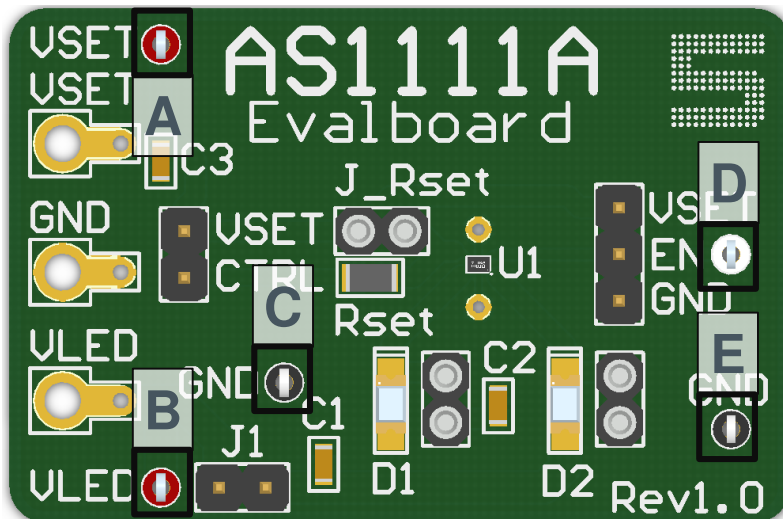 VSET
AS1111A
VSET
A
Evalboard
C3
J_Rset
D
GND
VSET
VSET
EN
U1
CTRL
C
GND
Rset
VLED
GND
B
C1
C2
E
GND
J1
VLED
D1
D2
Rev1.0